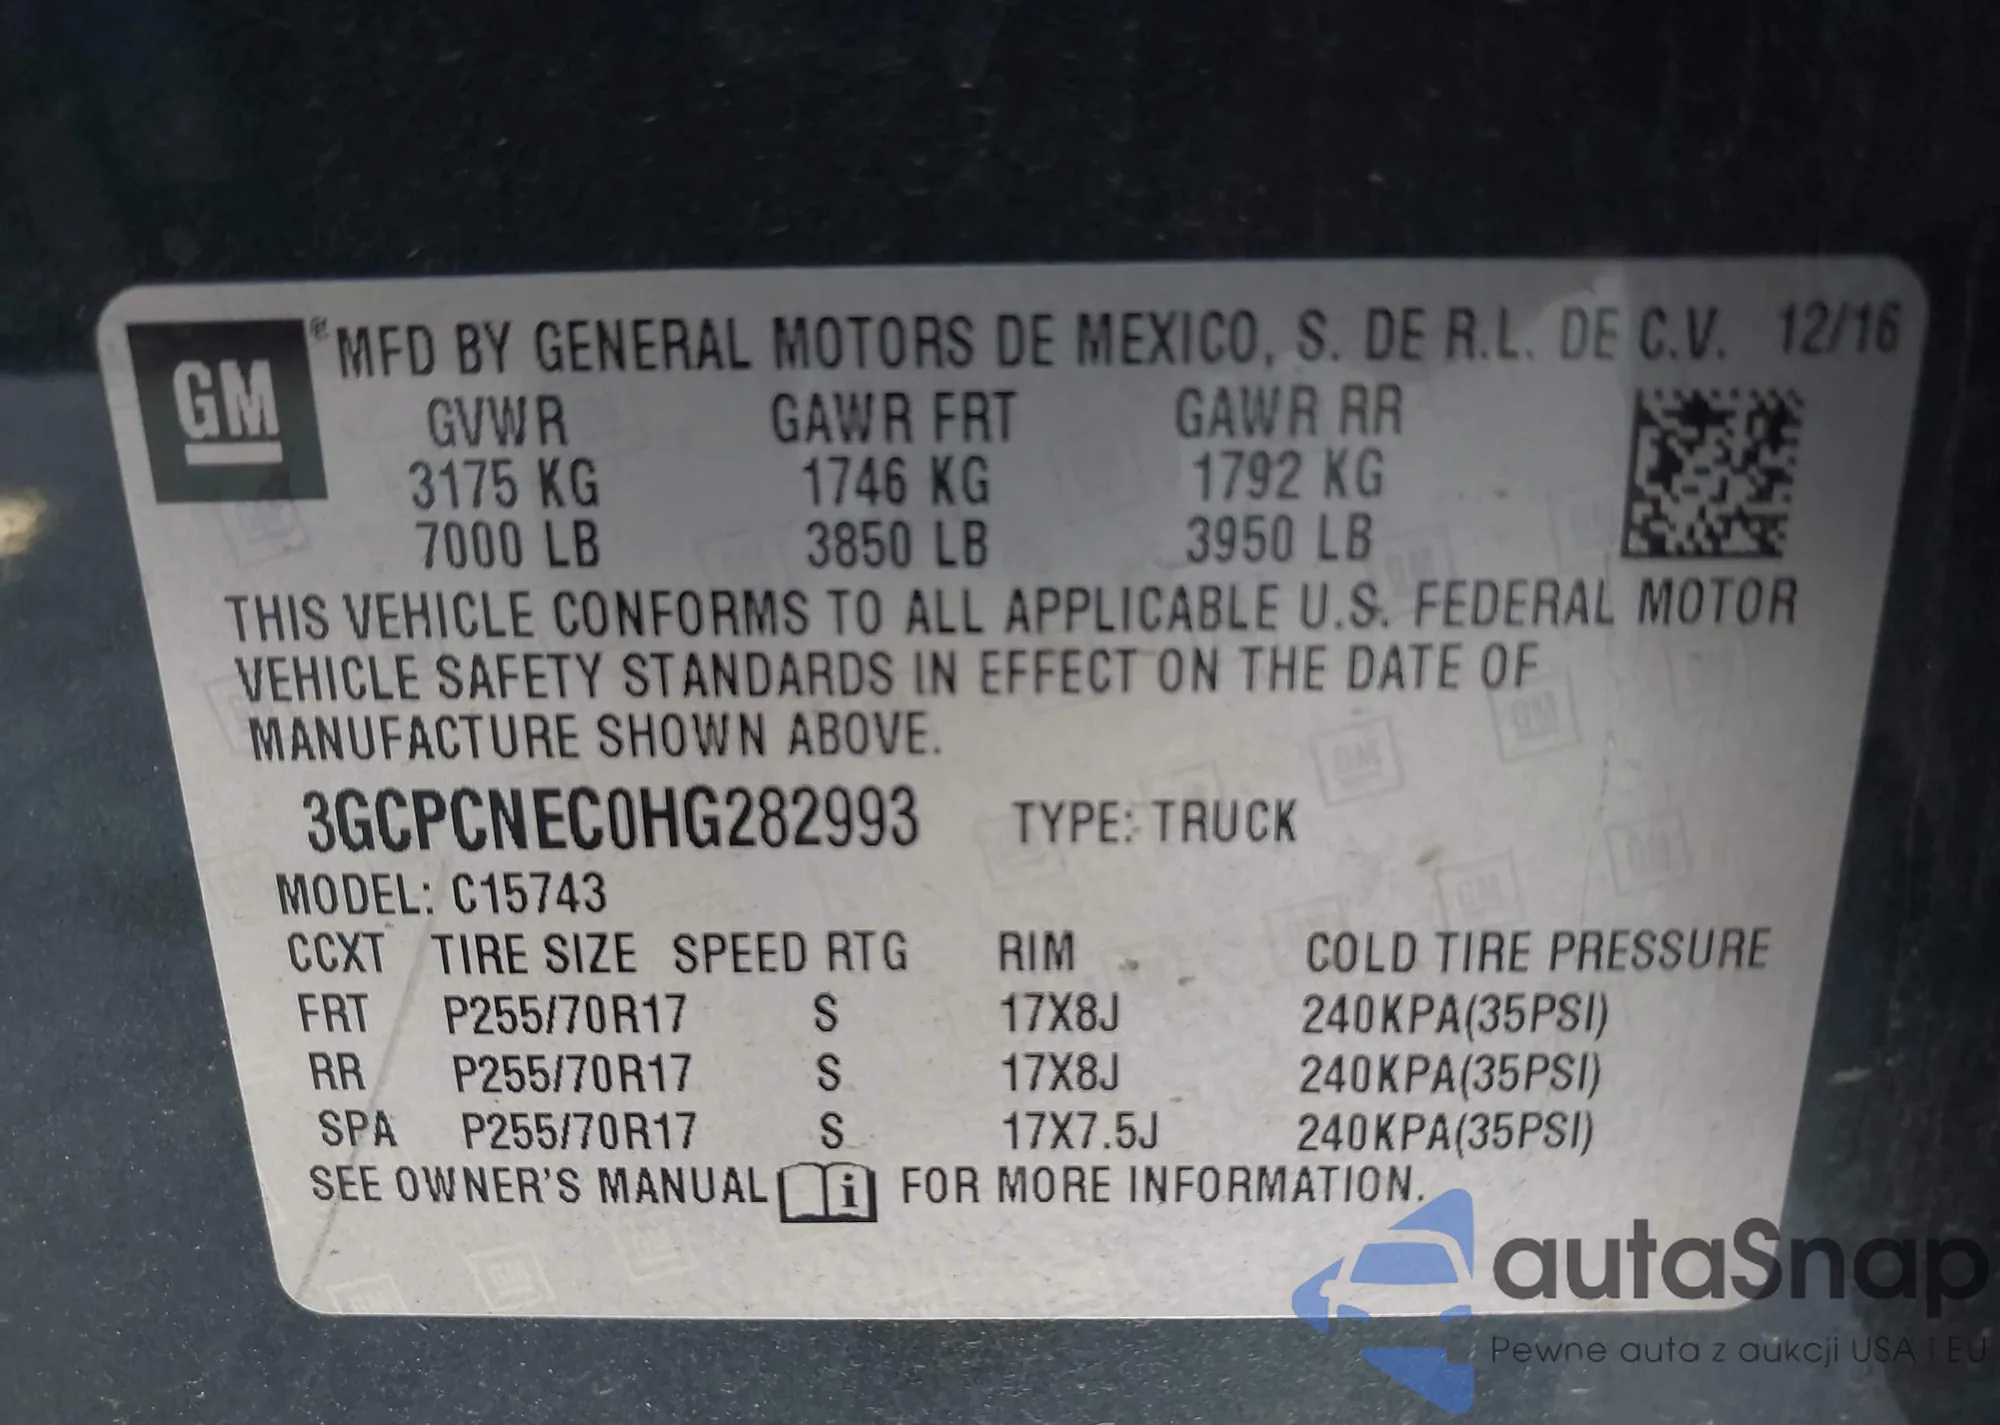 GM ® MFD BY GENERAL MOTORS DE MEXICO, S. DE R.L. DE C.V. 12/16
GVWR GAWR FRT GAWR RR
3175 KG 1746 KG 1792 KG
7000 LB 3850 LB 3950 LB
THIS VEHICLE CONFORMS TO ALL APPLICABLE U.S. FEDERAL MOTOR
VEHICLE SAFETY STANDARDS IN EFFECT ON THE DATE OF
MANUFACTURE SHOWN ABOVE.
3GCPCNEC0HG282993 TYPE: TRUCK
MODEL: C15743
CCXT TIRE SIZE SPEED RTG RIM COLD TIRE PRESSURE
FRT P255/70R17 S 17X8J 240KPA(35PSI)
RR P255/70R17 S 17X8J 240KPA(35PSI)
SPA P255/70R17 S 17X7.5J 240KPA(35PSI)
SEE OWNER'S MANUAL i FOR MORE INFORMATION.
autaSnap
Pewne auta z aukcji USA i EU